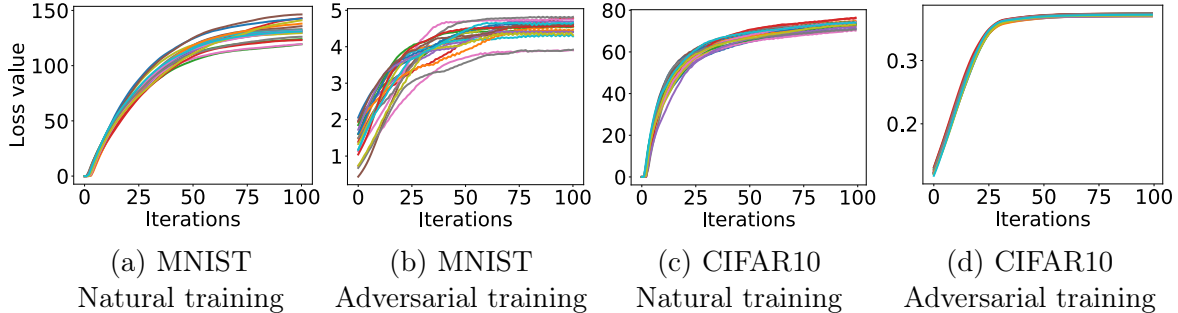 Loss value
150
100
50
0
0 25 50 75 100
Iterations
5
4
3
2
1
0 25 50 75 100
Iterations
80
60
40
20
0
0 25 50 75 100
Iterations
0.3
0.2
0 25 50 75 100
Iterations
(a) MNIST
Natural training
(b) MNIST
Adversarial training
(c) CIFAR10
Natural training
(d) CIFAR10
Adversarial training